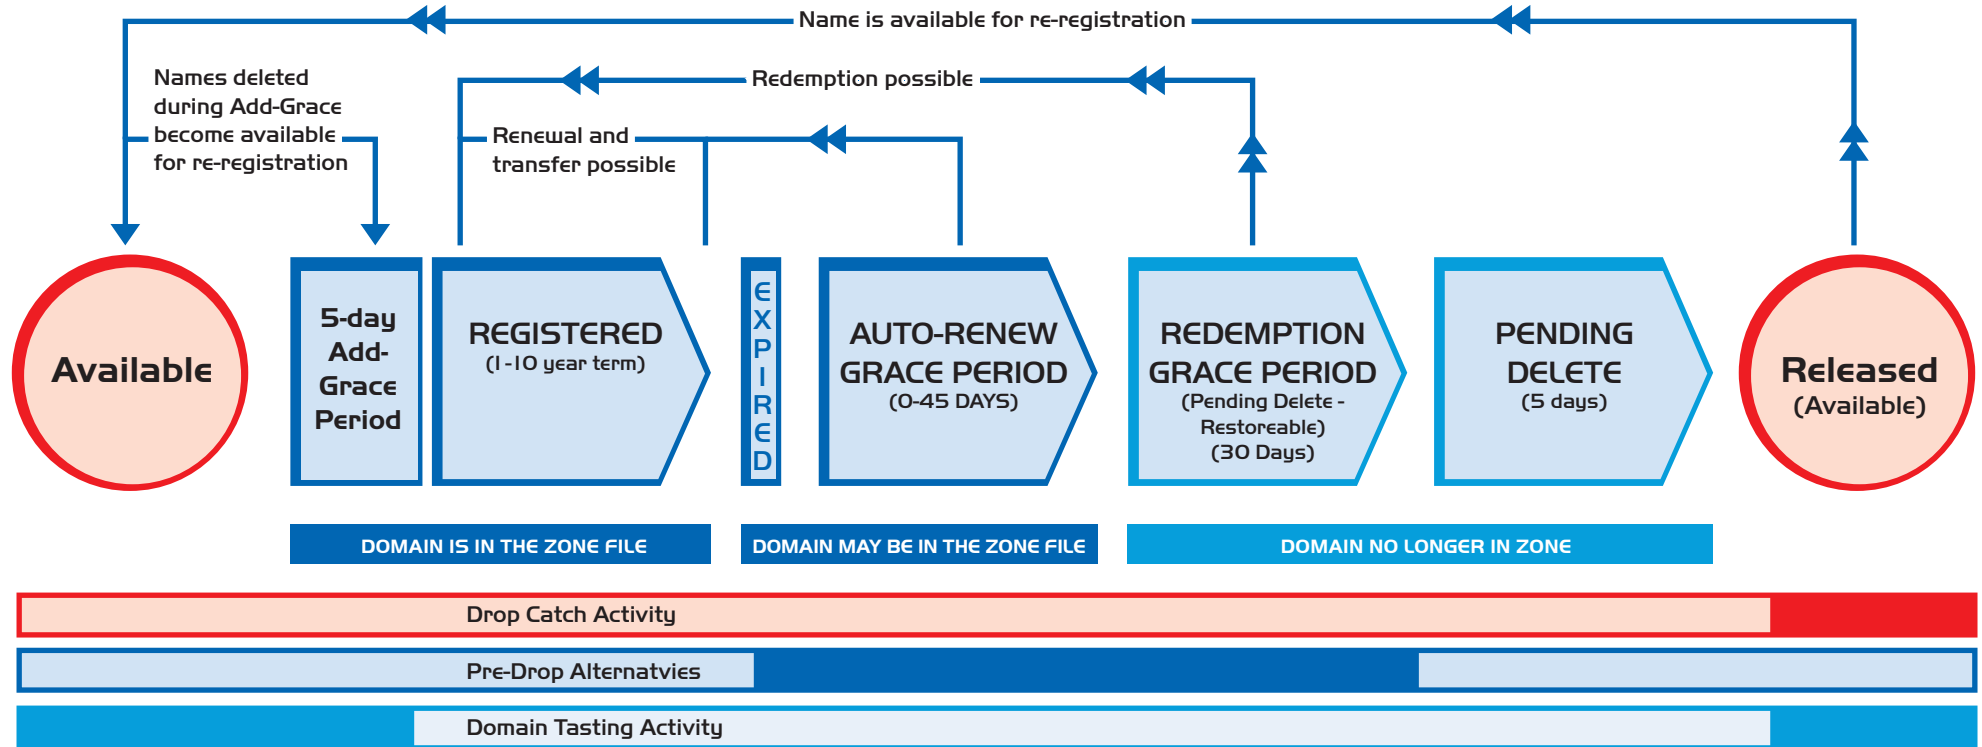 Name is available for re-registration
Redemption possible
Names deleted
during Add-Grace
become available
for re-registration
Renewal and
transfer possible
Available
5-day
Add-
Grace
Period
REGISTERED
(1-10 year term)
EXPIRED
AUTO-RENEW
GRACE PERIOD
(0-45 DAYS)
REDEMPTION
GRACE PERIOD
(Pending Delete -
Restoreable)
(30 Days)
PENDING
DELETE
(5 days)
Released
(Available)
DOMAIN IS IN THE ZONE FILE
DOMAIN MAY BE IN THE ZONE FILE
DOMAIN NO LONGER IN ZONE
Drop Catch Activity
Pre-Drop Alternatvies
Domain Tasting Activity